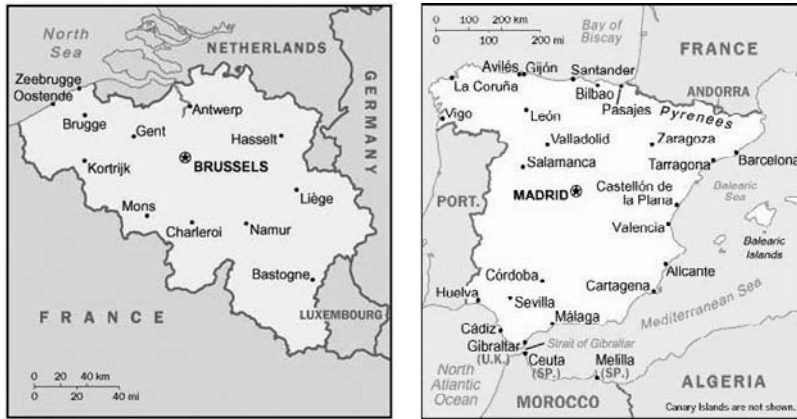 North
Sea
NETHERLANDS
GERMANY
Zeebrugge
Oostende
Antwerp
Brugge
Gent
Hasselt
BRUSSELS
Kortrijk
Liège
Mons
Charleroi
Namur
Bastogne
FRANCE
LUXEMBOURG
0 20 40 km
0 20 40 mi
0 100 200 km
0 100 200 mi
Bay of
Biscay
FRANCE
Avilés Gijón Santander
La Coruña
Bilbao
ANDORRA
Vigo
León
Pasajes
Pyrenees
Valladolid
Zaragoza
Salamanca
Tarragona
Barcelona
MADRID
Castellón de
la Plana
Balearic
Sea
PORT.
Valencia
Balearic
Islands
Alicante
Córdoba
Cartagena
Huelva
Sevilla
Mediterranean Sea
Málaga
Cádiz
Strait of Gibraltar
Gibraltar
(U.K.)
Ceuta
(SP.)
Melilla
(SP.)
North
Atlantic
Ocean
MOROCCO
ALGERIA
Canary Islands are not shown.